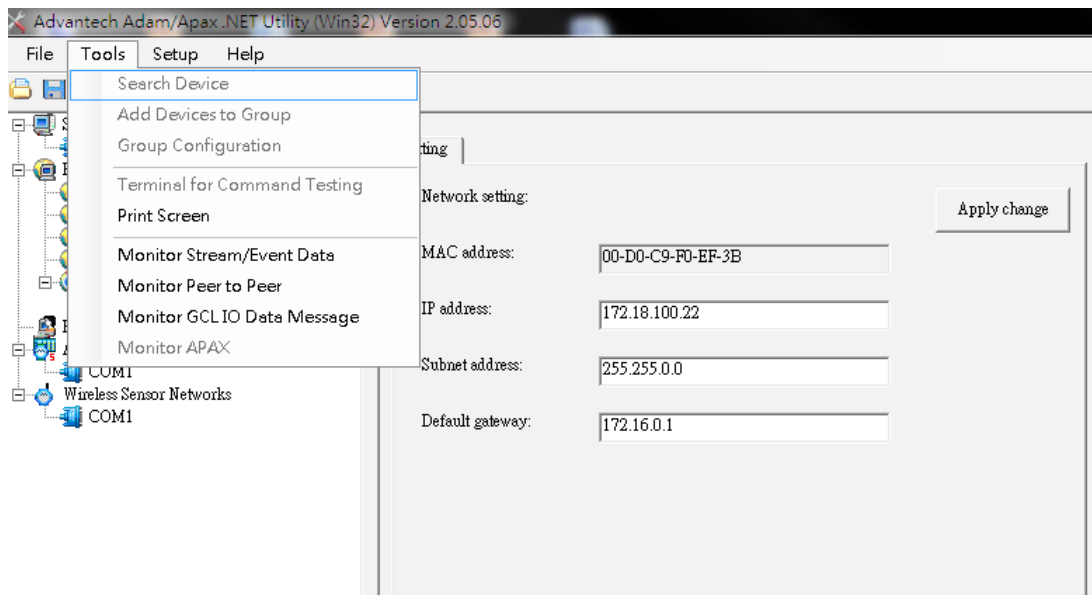 Advantech Adam/Apax .NET Utility (Win32) Version 2.05.06
File Tools Setup Help
Search Device
Add Devices to Group
Group Configuration
Terminal for Command Testing
Print Screen
Monitor Stream/Event Data
Monitor Peer to Peer
Monitor GCL IO Data Message
Monitor APAX
COM1
Wireless Sensor Networks
COM1
Network setting:
Apply change
MAC address:
00-D0-C9-F0-EF-3B
IP address:
172.18.100.22
Subnet address:
255.255.0.0
Default gateway:
172.16.0.1